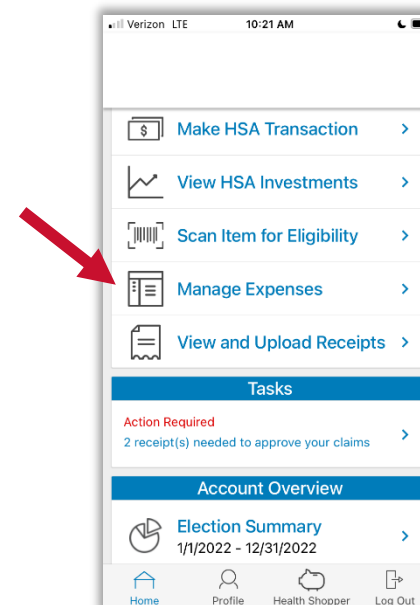 Verizon LTE 10:21 AM
$ Make HSA Transaction
View HSA Investments
Scan Item for Eligibility
Manage Expenses
View and Upload Receipts
Tasks
Action Required
2 receipt(s) needed to approve your claims
Account Overview
Election Summary
1/1/2022 - 12/31/2022
Home Profile Health Shopper Log Out